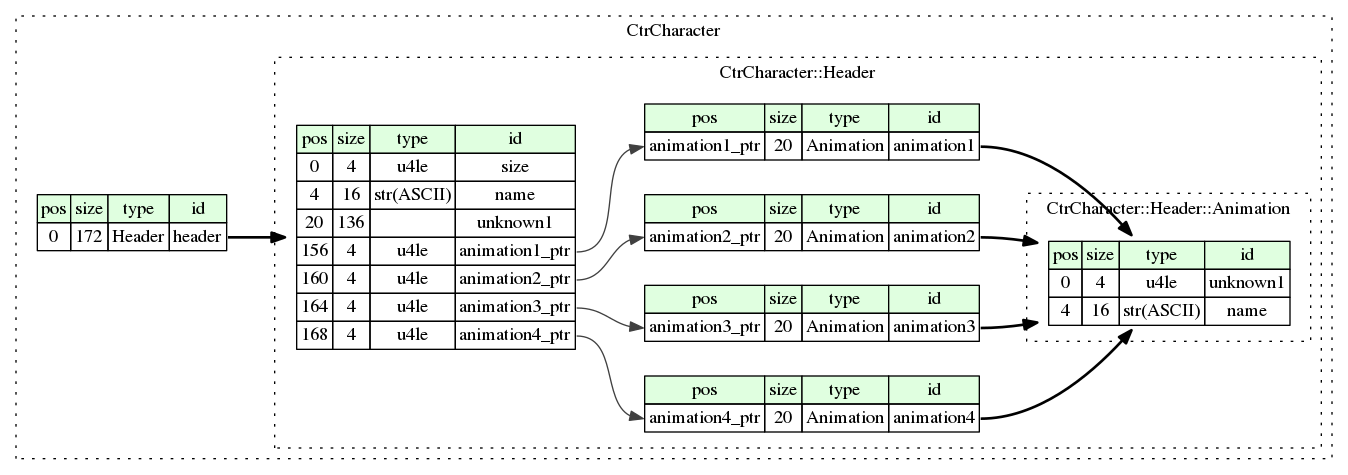 CtrCharacter
CtrCharacter::Header
pos size type id
0 172 Header header
pos size type id
0 4 u4le size
4 16 str(ASCII) name
20 136 unknown1
156 4 u4le animation1_ptr
160 4 u4le animation2_ptr
164 4 u4le animation3_ptr
168 4 u4le animation4_ptr
pos size type id
animation1_ptr 20 Animation animation1
pos size type id
animation2_ptr 20 Animation animation2
pos size type id
animation3_ptr 20 Animation animation3
pos size type id
animation4_ptr 20 Animation animation4
CtrCharacter::Header::Animation
pos size type id
0 4 u4le unknown1
4 16 str(ASCII) name